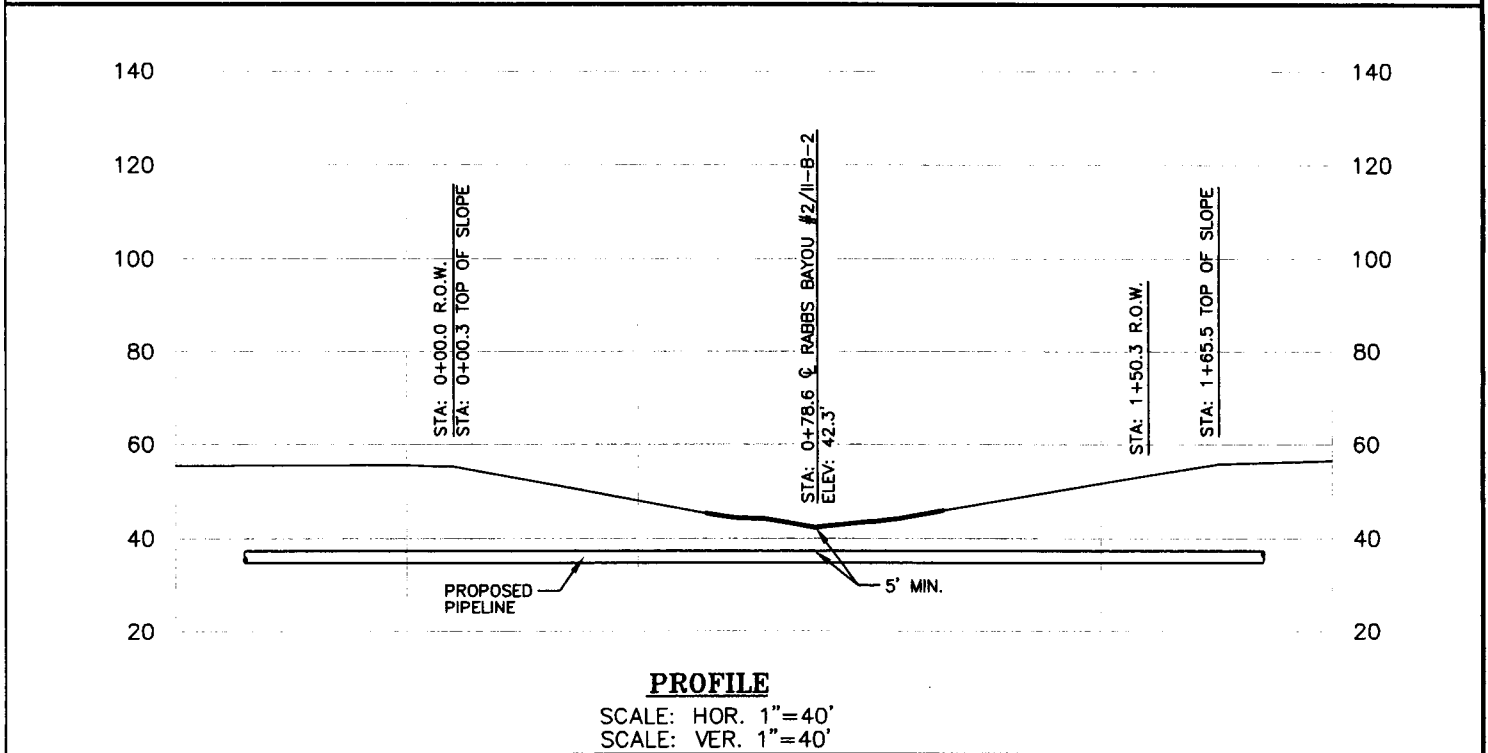 140
140
120
120
100
100
80
80
60
60
40
40
20
20
STA: 0+00.0 R.O.W.
STA: 0+00.3 TOP OF SLOPE
STA: 0+78.6 ℄ RABBS BAYOU #2/II-B-2
ELEV: 42.3'
STA: 1+50.3 R.O.W.
STA: 1+65.5 TOP OF SLOPE
PROPOSED
PIPELINE
5' MIN.
PROFILE
SCALE: HOR. 1"=40'
SCALE: VER. 1"=40'